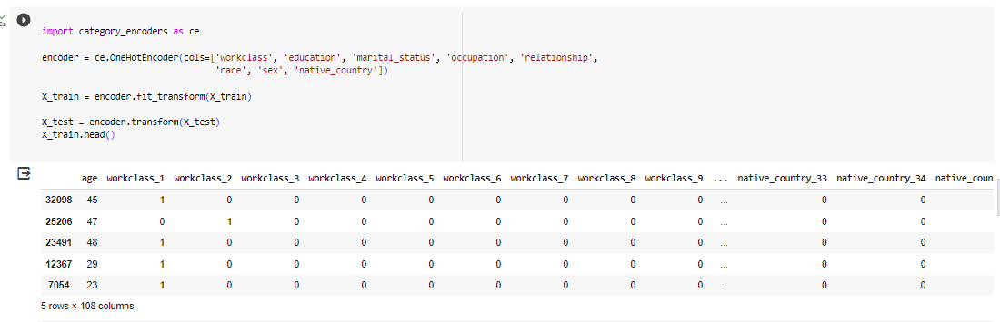 0s
import category_encoders as ce
encoder = ce.OneHotEncoder(cols=['workclass', 'education', 'marital_status', 'occupation', 'relationship',
'race', 'sex', 'native_country'])
X_train = encoder.fit_transform(X_train)
X_test = encoder.transform(X_test)
X_train.head()
age workclass_1 workclass_2 workclass_3 workclass_4 workclass_5 workclass_6 workclass_7 workclass_8 workclass_9 ... native_country_33 native_country_34 native_coun
32098 45 1 0 0 0 0 0 0 0 0 ... 0 0
25206 47 0 1 0 0 0 0 0 0 0 ... 0 0
23491 48 1 0 0 0 0 0 0 0 0 ... 0 0
12367 29 1 0 0 0 0 0 0 0 0 ... 0 0
7054 23 1 0 0 0 0 0 0 0 0 ... 0 0
5 rows × 108 columns